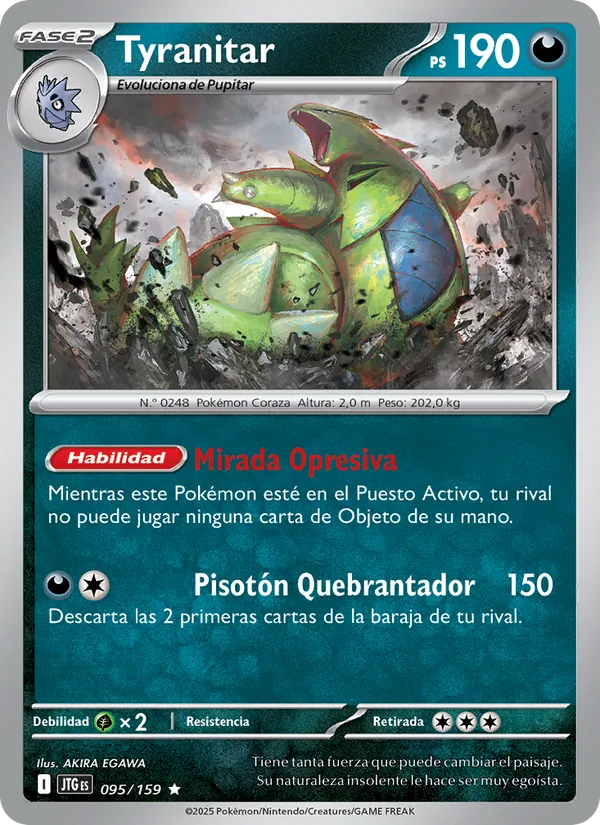 FASE 2
Tyranitar
PS 190
Evoluciona de Pupitar
N.º 0248 Pokémon Coraza Altura: 2,0 m Peso: 202,0 kg
Habilidad Mirada Opresiva
Mientras este Pokémon esté en el Puesto Activo, tu rival
no puede jugar ninguna carta de Objeto de su mano.
Pisotón Quebrantador 150
Descarta las 2 primeras cartas de la baraja de tu rival.
Debilidad ×2 Resistencia Retirada
Ilus. AKIRA EGAWA
I JTG ES 095/159 ★
Tiene tanta fuerza que puede cambiar el paisaje.
Su naturaleza insolente le hace ser muy egoísta.
©2025 Pokémon/Nintendo/Creatures/GAME FREAK